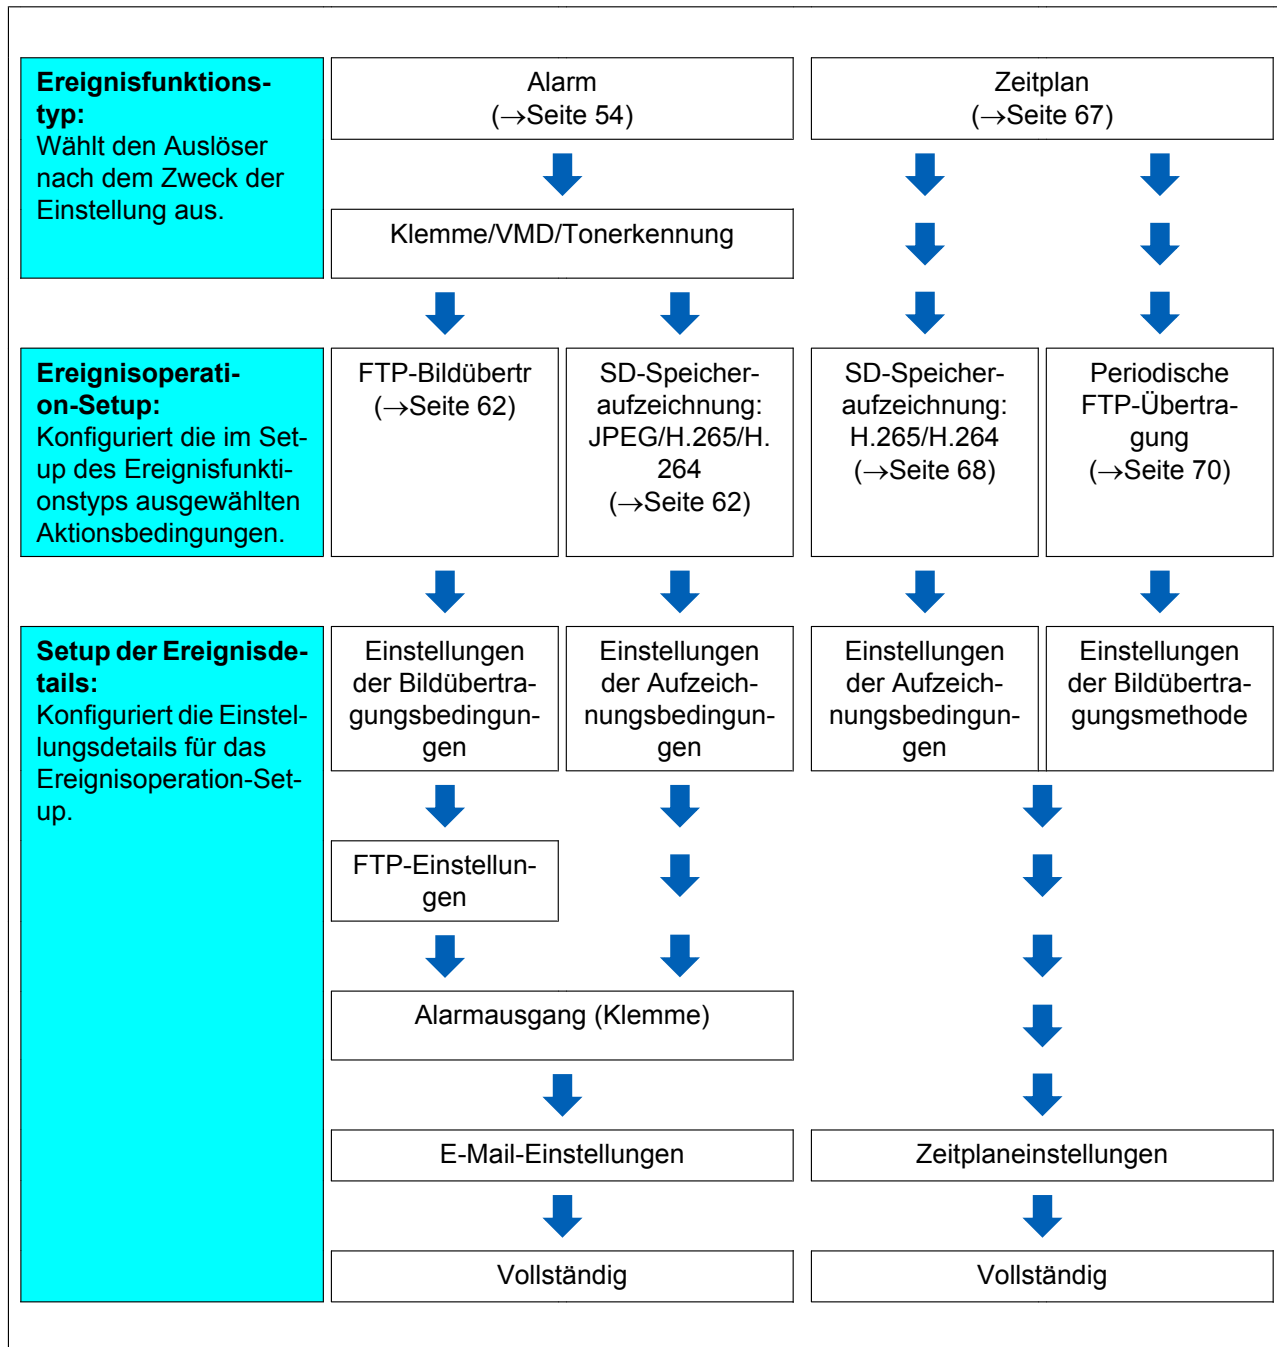 Ereignisfunktions-
typ:
Wählt den Auslöser
nach dem Zweck der
Einstellung aus.
Alarm
(→Seite 54)
Zeitplan
(→Seite 67)
Klemme/VMD/Tonerkennung
Ereignisoperati-
on-Setup:
Konfiguriert die im Set-
up des Ereignisfunkti-
onstyps ausgewählten
Aktionsbedingungen.
FTP-Bildübertr
(→Seite 62)
SD-Speicher-
aufzeichnung:
JPEG/H.265/H.
264
(→Seite 62)
SD-Speicher-
aufzeichnung:
H.265/H.264
(→Seite 68)
Periodische
FTP-Übertra-
gung
(→Seite 70)
Setup der Ereignisde-
tails:
Konfiguriert die Einstel-
lungsdetails für das
Ereignisoperation-Set-
up.
Einstellungen
der Bildübertra-
gungsbedingun-
gen
Einstellungen
der Aufzeich-
nungsbedingun-
gen
Einstellungen
der Aufzeich-
nungsbedingun-
gen
Einstellungen
der Bildübertra-
gungsmethode
FTP-Einstellun-
gen
Alarmausgang (Klemme)
E-Mail-Einstellungen
Zeitplaneinstellungen
Vollständig
Vollständig